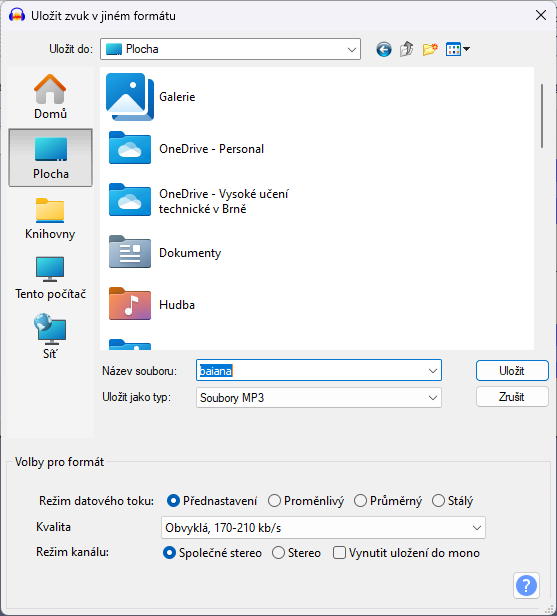 Uložit zvuk v jiném formátu
Uložit do:
Plocha
Domů
Plocha
Knihovny
Tento počítač
Síť
Galerie
OneDrive - Personal
OneDrive - Vysoké učení
technické v Brně
Dokumenty
Hudba
Název souboru:
baiana
Uložit
Uložit jako typ:
Soubory MP3
Zrušit
Volby pro formát
Režim datového toku:
Přednastavení
Proměnlivý
Průměrný
Stálý
Kvalita
Obvyklá, 170-210 kb/s
Režim kanálu:
Společné stereo
Stereo
Vynutit uložení do mono
?